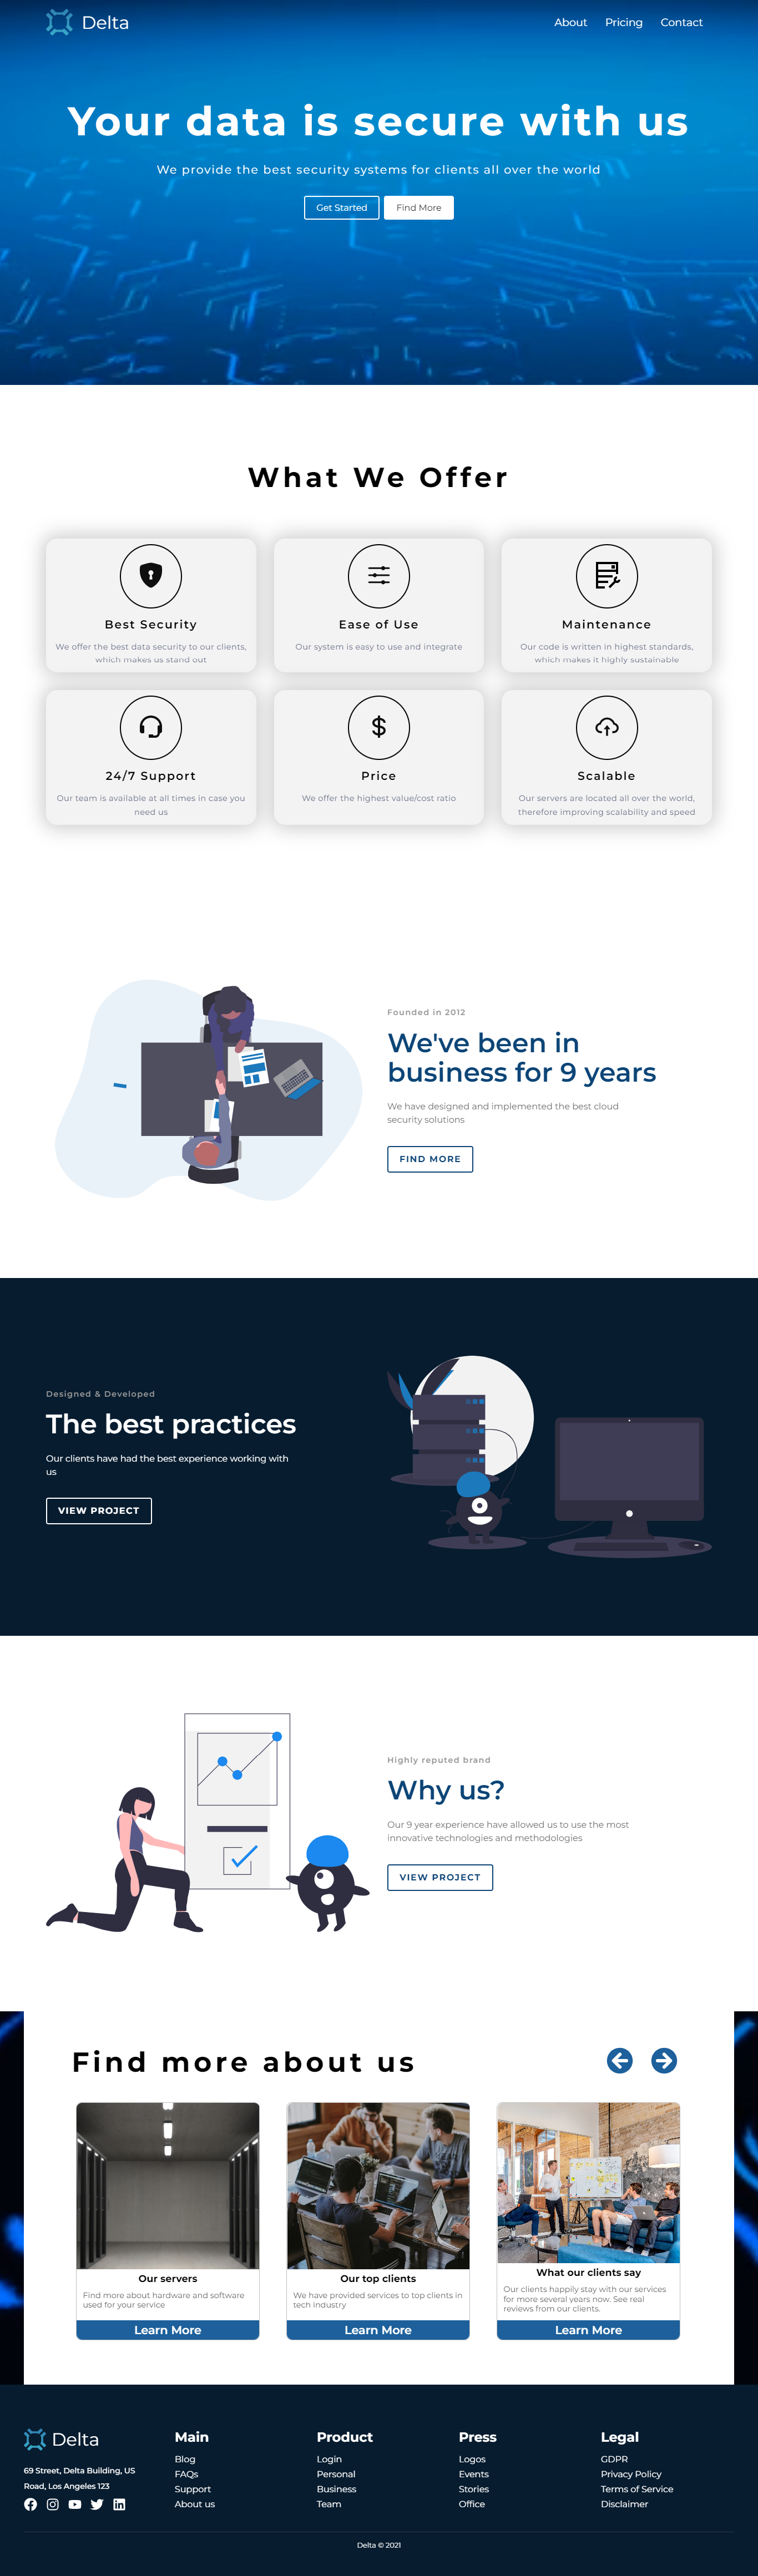 Delta
About Pricing Contact
Your data is secure with us
We provide the best security systems for clients all over the world
Get Started Find More
What We Offer
Best Security
We offer the best data security to our clients,
which makes us stand out
Ease of Use
Our system is easy to use and integrate
Maintenance
Our code is written in highest standards,
which makes it highly sustainable
24/7 Support
Our team is available at all times in case you
need us
Price
We offer the highest value/cost ratio
Scalable
Our servers are located all over the world,
therefore improving scalability and speed
Founded in 2012
We've been in
business for 9 years
We have designed and implemented the best cloud
security solutions
FIND MORE
Designed & Developed
The best practices
Our clients have had the best experience working with
us
VIEW PROJECT
Highly reputed brand
Why us?
Our 9 year experience have allowed us to use the most
innovative technologies and methodologies
VIEW PROJECT
Find more about us
Our servers
Find more about hardware and software
used for your service
Learn More
Our top clients
We have provided services to top clients in
tech industry
Learn More
What our clients say
Our clients happily stay with our services
for more several years now. See real
reviews from our clients.
Learn More
Delta
69 Street, Delta Building, US
Road, Los Angeles 123
Main
Blog
FAQs
Support
About us
Product
Login
Personal
Business
Team
Press
Logos
Events
Stories
Office
Legal
GDPR
Privacy Policy
Terms of Service
Disclaimer
Delta © 2021